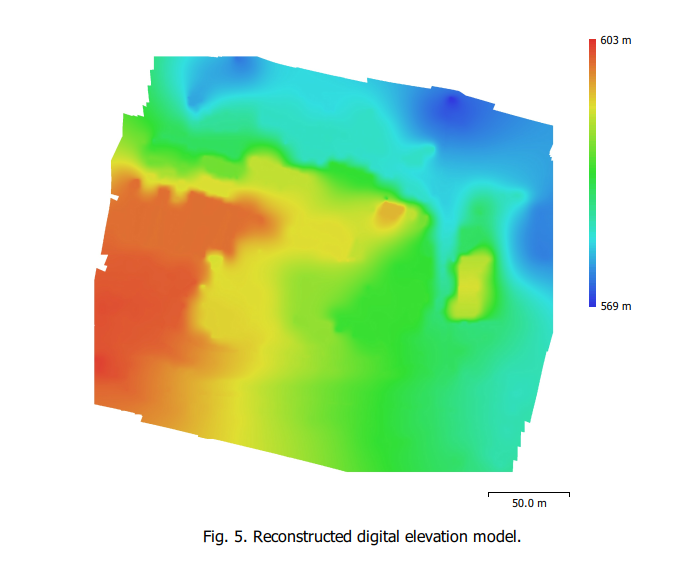 603 m
569 m
50.0 m
Fig. 5. Reconstructed digital elevation model.